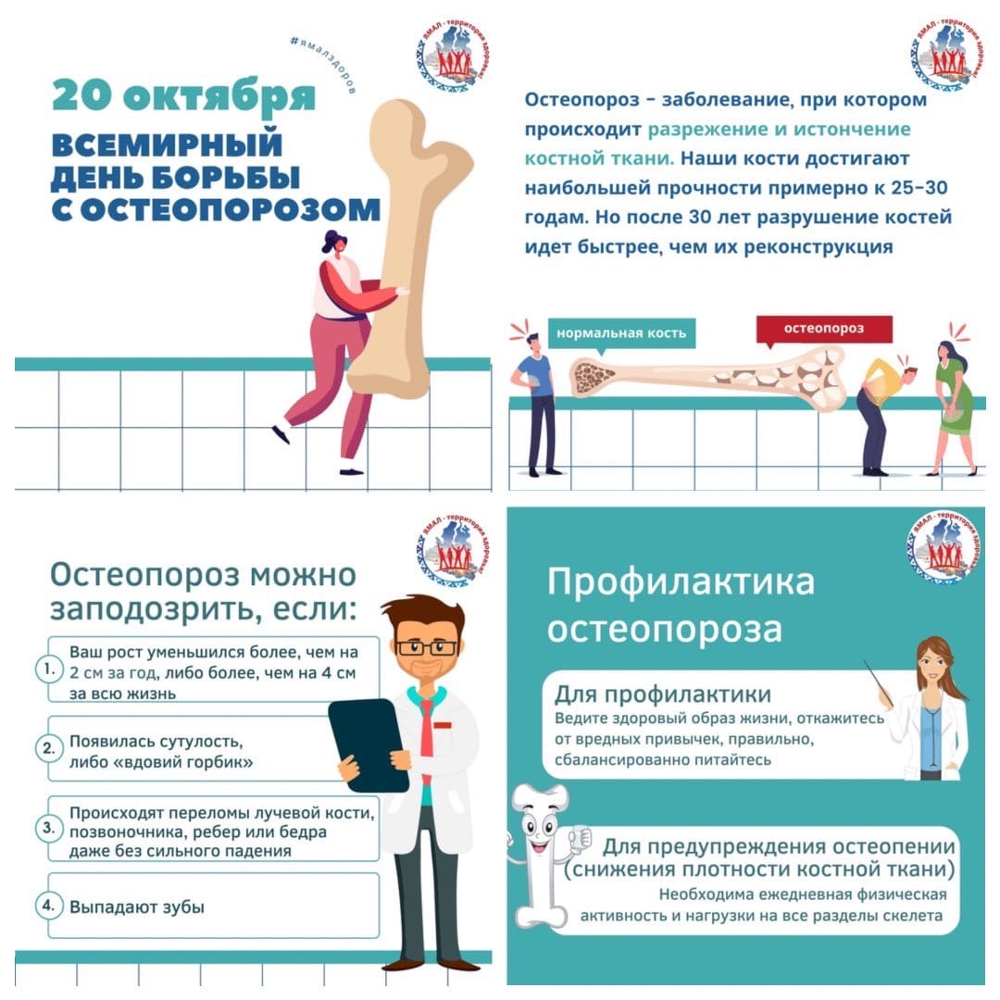 #ямалздоров
ЯМАЛ - территория здоровья!
20 октября
ВСЕМИРНЫЙ
ДЕНЬ БОРЬБЫ
С ОСТЕОПОРОЗОМ
ЯМАЛ - территория здоровья!
Остеопороз – заболевание, при котором
происходит разрежение и истончение
костной ткани. Наши кости достигают
наибольшей прочности примерно к 25-30
годам. Но после 30 лет разрушение костей
идет быстрее, чем их реконструкция
нормальная кость
остеопороз
ЯМАЛ - территория здоровья!
Остеопороз можно
заподозрить, если:
1. Ваш рост уменьшился более, чем на
2 см за год, либо более, чем на 4 см
за всю жизнь
2. Появилась сутулость,
либо «вдовий горбик»
3. Происходят переломы лучевой кости,
позвоночника, ребер или бедра
даже без сильного падения
4. Выпадают зубы
ЯМАЛ - территория здоровья!
Профилактика
остеопороза
Для профилактики
Ведите здоровый образ жизни, откажитесь
от вредных привычек, правильно,
сбалансированно питайтесь
Для предупреждения остеопении
(снижения плотности костной ткани)
Необходима ежедневная физическая
активность и нагрузки на все разделы скелета